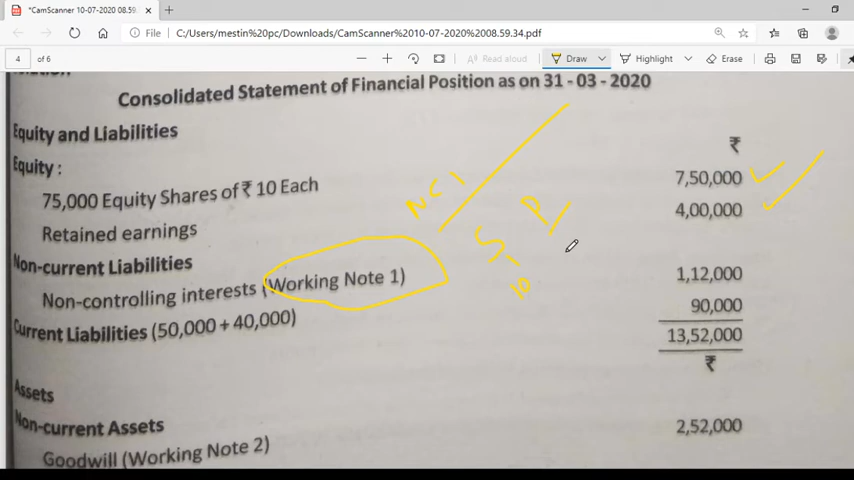 *CamScanner 10-07-2020 08.59.
File C:/Users/mestin%20pc/Downloads/CamScanner%2010-07-2020%2008.59.34.pdf
4 of 6 Draw Read aloud Highlight Erase
Consolidated Statement of Financial Position as on 31 - 03 - 2020
Equity and Liabilities
₹
Equity :
75,000 Equity Shares of ₹ 10 Each 7,50,000
Retained earnings 4,00,000
Non-current Liabilities
Non-controlling interests (Working Note 1) 1,12,000
Current Liabilities (50,000 + 40,000) 90,000
13,52,000
₹
Assets
Non-current Assets
Goodwill (Working Note 2) 2,52,000
NCI
P
S
10